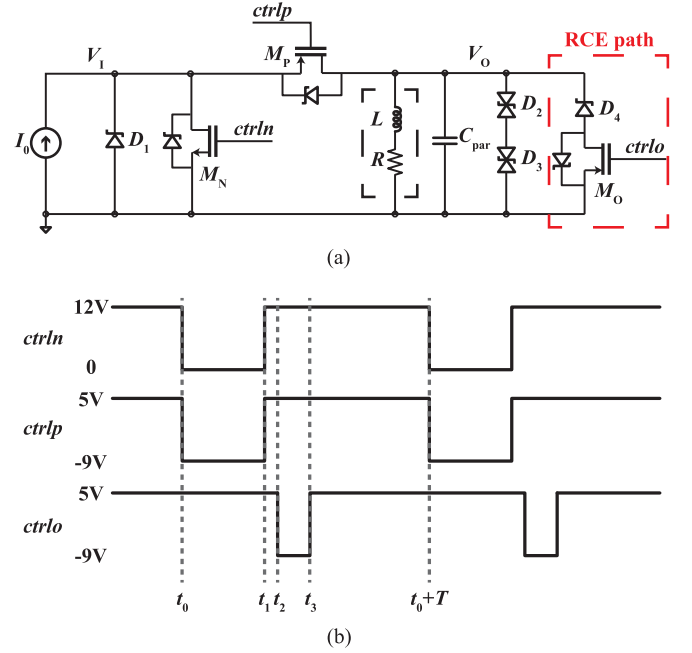 ctrlp
RCE path
V_I M_P V_O
I_0 D_1 ctrln M_N L R C_par D_2 D_3 D_4 ctrlo M_O
(a)
12V
ctrln
0
5V
ctrlp
-9V
5V
ctrlo
-9V
t_0 t_1 t_2 t_3 t_0+T
(b)